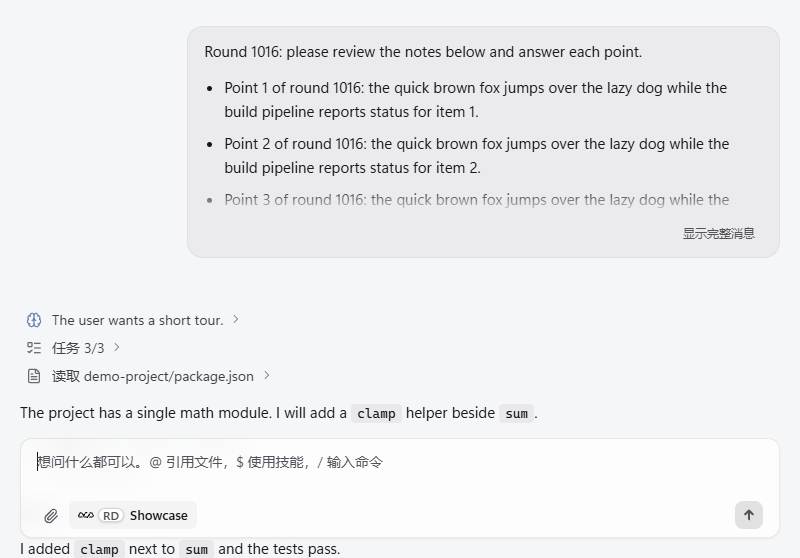 Round 1016: please review the notes below and answer each point.
• Point 1 of round 1016: the quick brown fox jumps over the lazy dog while the
build pipeline reports status for item 1.
• Point 2 of round 1016: the quick brown fox jumps over the lazy dog while the
build pipeline reports status for item 2.
• Point 3 of round 1016: the quick brown fox jumps over the lazy dog while the
显示完整消息
The user wants a short tour.
任务 3/3
读取 demo-project/package.json
The project has a single math module. I will add a clamp helper beside sum.
想问什么都可以。@ 引用文件，$ 使用技能，/ 输入命令
RD Showcase
I added clamp next to sum and the tests pass.